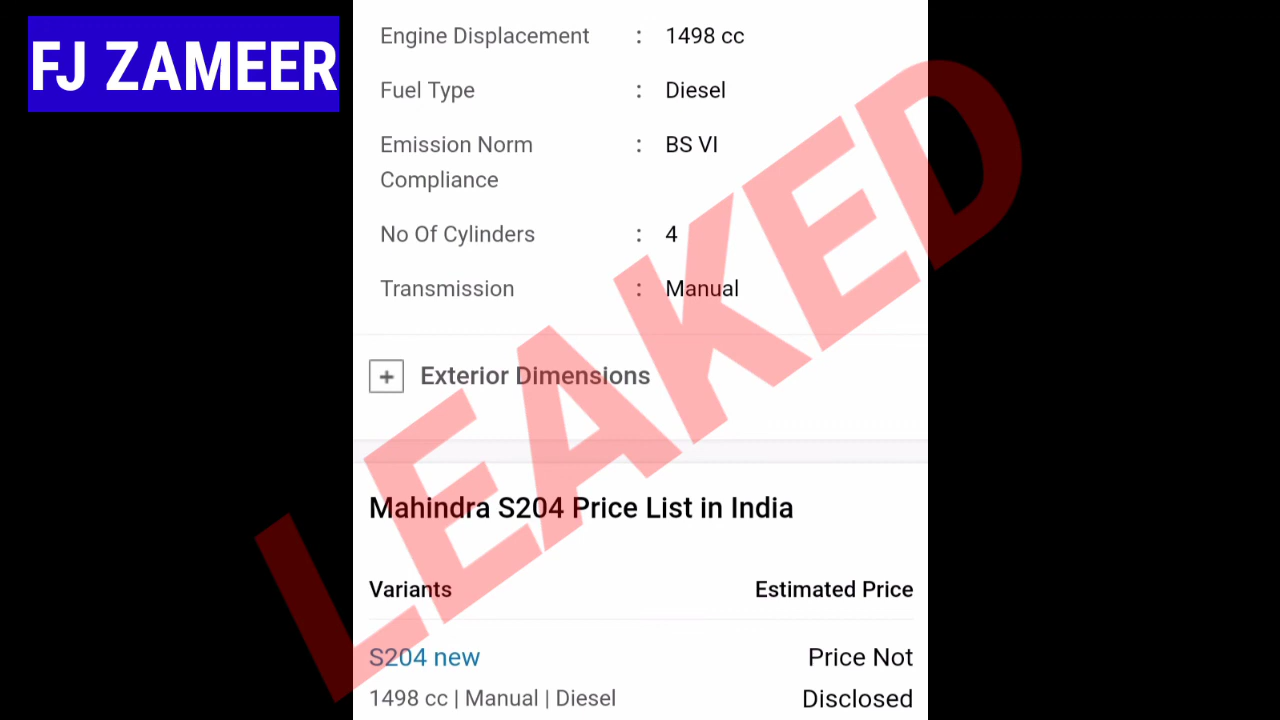 FJ ZAMEER
Engine Displacement : 1498 cc
Fuel Type : Diesel
Emission Norm : BS VI
Compliance
No Of Cylinders : 4
Transmission : Manual
+ Exterior Dimensions
LEAKED
Mahindra S204 Price List in India
Variants Estimated Price
S204 new Price Not
1498 cc | Manual | Diesel Disclosed